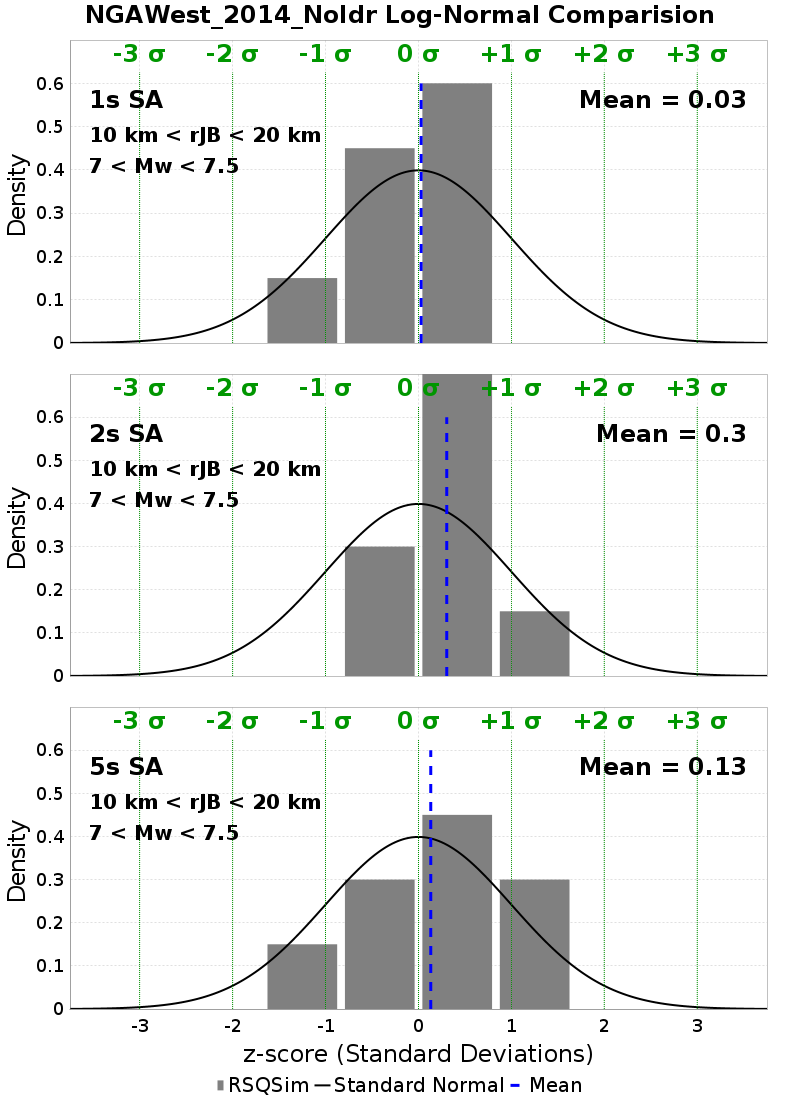 NGAWest_2014_NoIdr Log-Normal Comparision
-3 σ -2 σ -1 σ 0 σ +1 σ +2 σ +3 σ
1s SA Mean = 0.03
10 km < rJB < 20 km
7 < Mw < 7.5
Density
0.6
0.5
0.4
0.3
0.2
0.1
0
-3 σ -2 σ -1 σ 0 σ +1 σ +2 σ +3 σ
2s SA Mean = 0.3
10 km < rJB < 20 km
7 < Mw < 7.5
Density
0.6
0.5
0.4
0.3
0.2
0.1
0
-3 σ -2 σ -1 σ 0 σ +1 σ +2 σ +3 σ
5s SA Mean = 0.13
10 km < rJB < 20 km
7 < Mw < 7.5
Density
0.6
0.5
0.4
0.3
0.2
0.1
0
-3 -2 -1 0 1 2 3
z-score (Standard Deviations)
RSQSim Standard Normal Mean